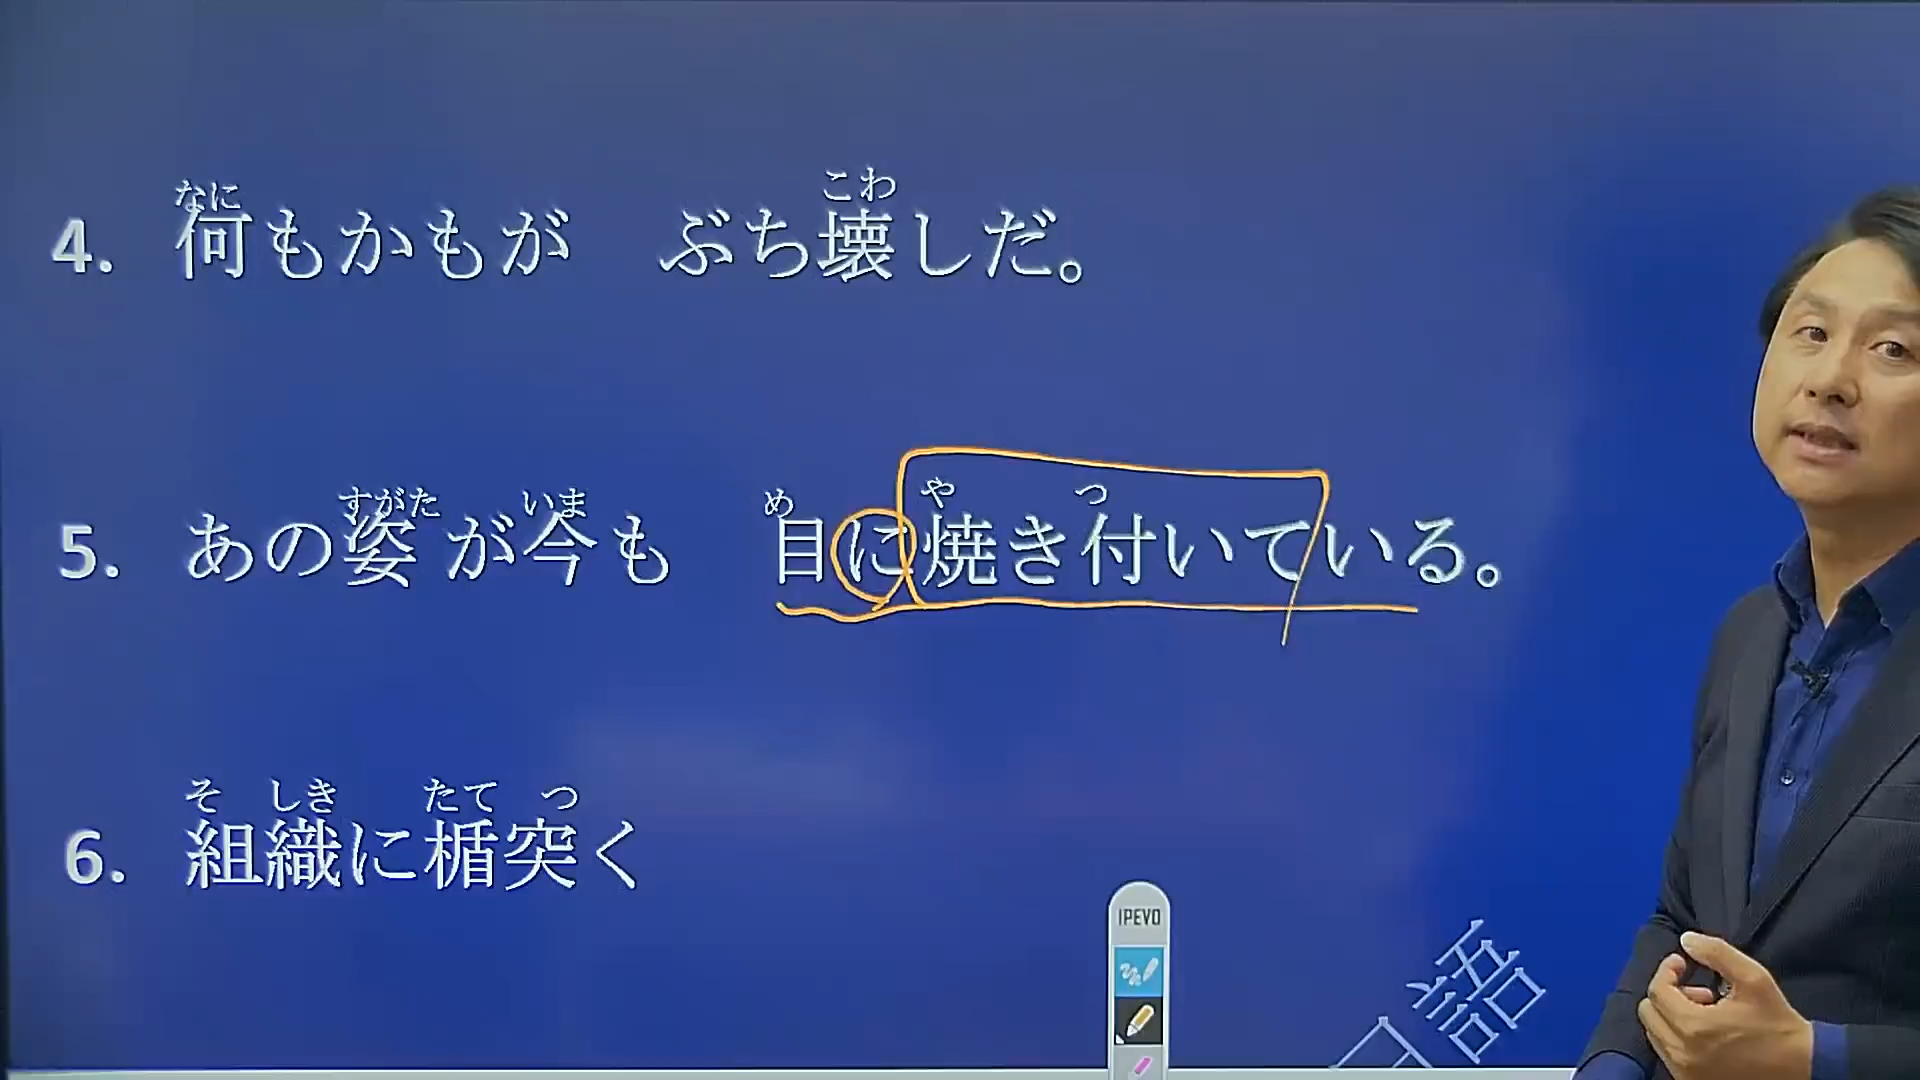 なに こわ
4. 何もかもが ぶち壊しだ。
すがた いま め や つ
5. あの姿が今も 目に焼き付いている。
そ しき たて つ
6. 組織に楯突く
IPEVO
語